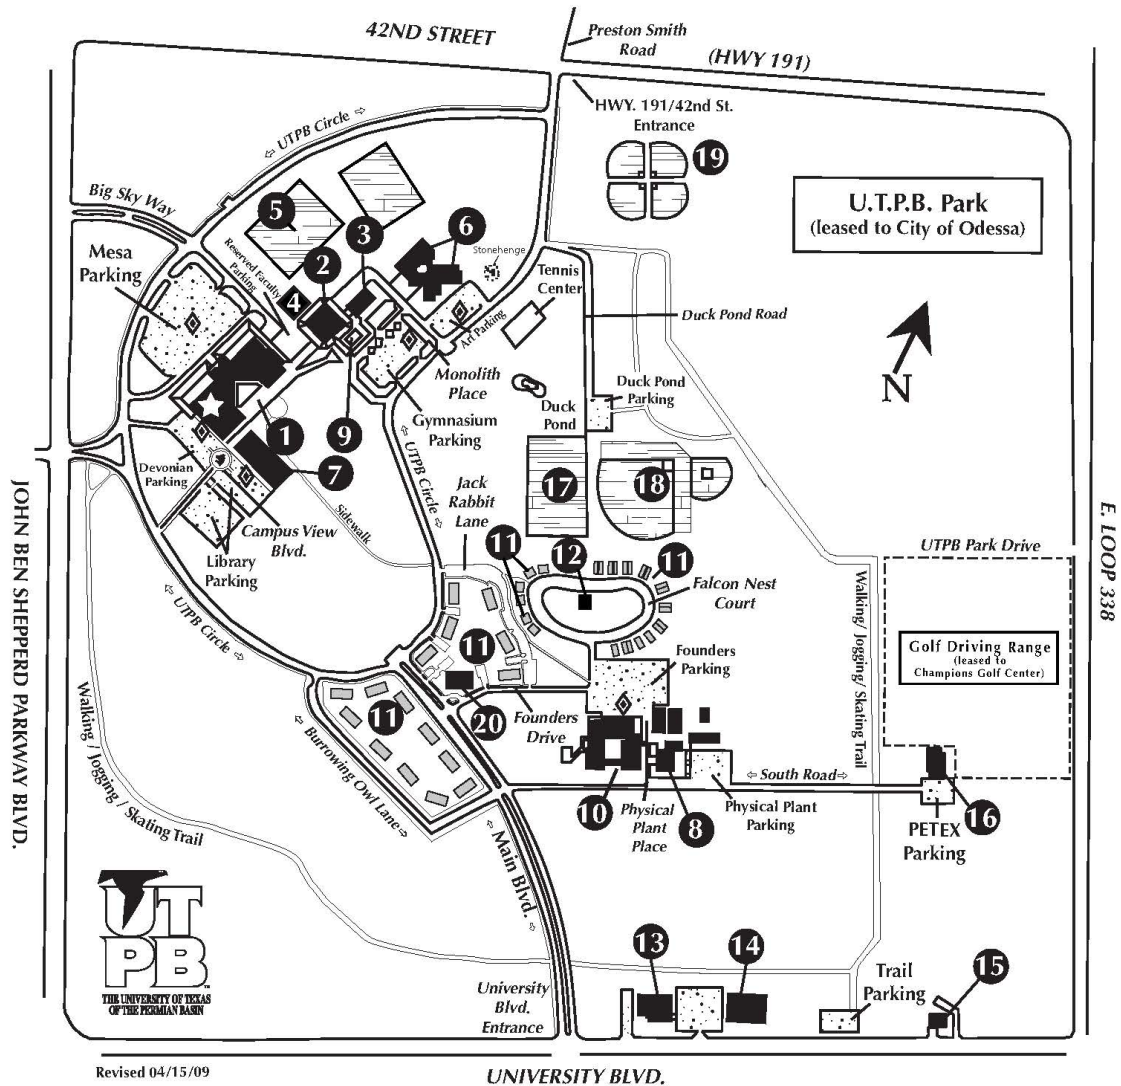 42ND STREET
Preston Smith
Road
(HWY 191)
HWY. 191/42nd St.
Entrance
19
U.T.P.B. Park
(leased to City of Odessa)
⇦ UTPB Circle ⇨
Big Sky Way
5
3
6
Stonehenge
Mesa
Parking
Reserved Faculty
Parking
2
4
Tennis
Center
Art Parking
Duck Pond Road
Monolith
Place
N
Duck Pond
Parking
Duck
Pond
Gymnasium
Parking
1
9
7
Devonian
Parking
⇦ UTPB Circle ⇨
Jack
Rabbit
Lane
17
18
Sidewalk
Campus View
Blvd.
Library
Parking
JOHN BEN SHEPPERD PARKWAY BLVD.
E. LOOP 338
UTPB Park Drive
11
12
11
Falcon Nest
Court
Walking/ Jogging/ Skating Trail
⇦ UTPB Circle ⇨
11
Founders
Parking
Golf Driving Range
(leased to
Champions Golf Center)
11
20
Founders
Drive
⇦ Burrowing Owl Lane ⇨
Walking / Jogging / Skating Trail
⇦ South Road ⇨
10
Physical
Plant
Place
8
Physical Plant
Parking
16
PETEX
Parking
⇦ Main Blvd. ⇨
UTPB
THE UNIVERSITY OF TEXAS
OF THE PERMIAN BASIN
13
14
15
Trail
Parking
University
Blvd.
Entrance
Revised 04/15/09
UNIVERSITY BLVD.